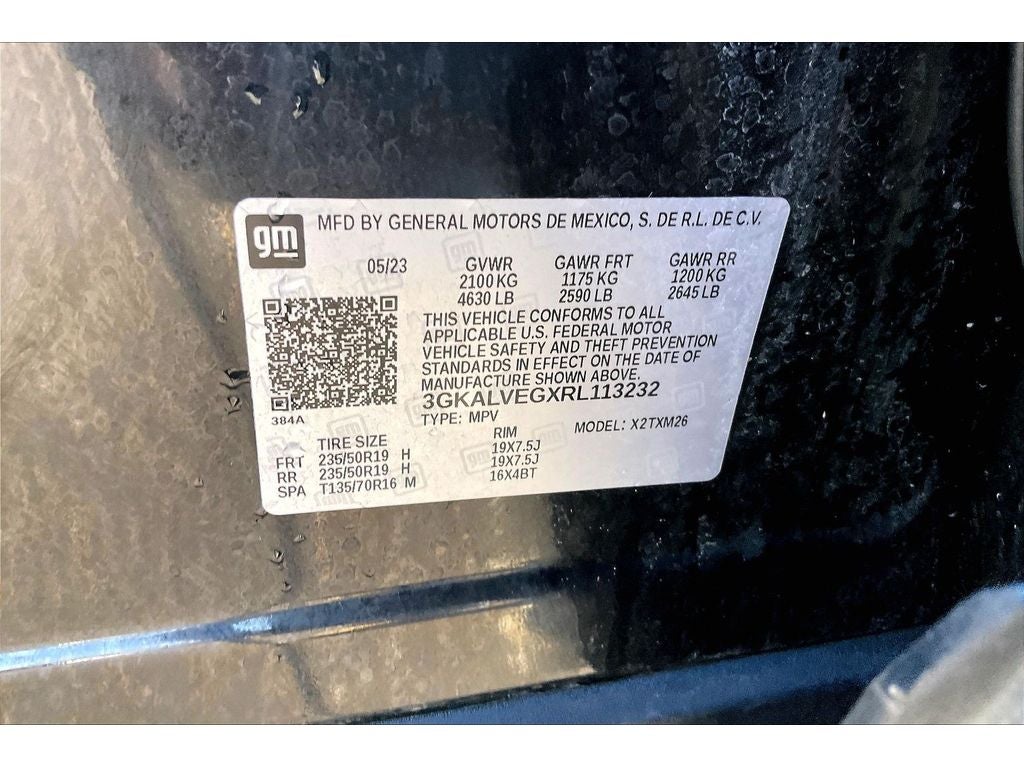 gm
MFD BY GENERAL MOTORS DE MEXICO, S. DE R.L. DE C.V.
05/23 GVWR GAWR FRT GAWR RR
2100 KG 1175 KG 1200 KG
4630 LB 2590 LB 2645 LB
THIS VEHICLE CONFORMS TO ALL
APPLICABLE U.S. FEDERAL MOTOR
VEHICLE SAFETY AND THEFT PREVENTION
STANDARDS IN EFFECT ON THE DATE OF
MANUFACTURE SHOWN ABOVE.
3GKALVEGXRL113232
384A
TYPE: MPV MODEL: X2TXM26
TIRE SIZE RIM
FRT 235/50R19 H 19X7.5J
RR 235/50R19 H 19X7.5J
SPA T135/70R16 M 16X4BT